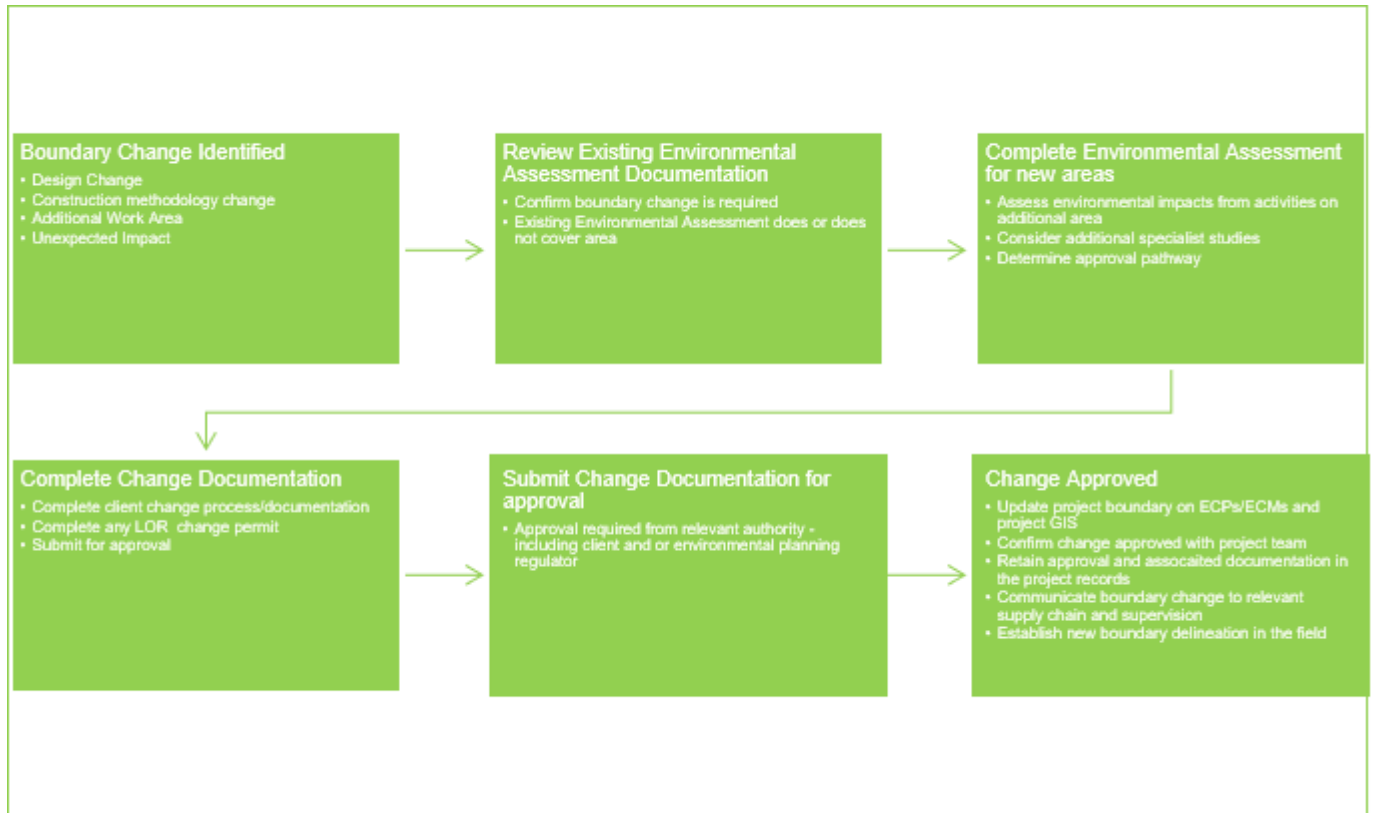 Boundary Change Identified
• Design Change
• Construction methodology change
• Additional Work Area
• Unexpected Impact
Review Existing Environmental
Assessment Documentation
• Confirm boundary change is required
• Existing Environmental Assessment does or does
not cover area
Complete Environmental Assessment
for new areas
• Assess environmental impacts from activities on
additional area
• Consider additional specialist studies
• Determine approval pathway
Complete Change Documentation
• Complete client change process/documentation
• Complete any LOR change permit
• Submit for approval
Submit Change Documentation for
approval
• Approval required from relevant authority -
including client and or environmental planning
regulator
Change Approved
• Update project boundary on ECPs/ECMs and
project GIS
• Confirm change approved with project team
• Retain approval and assocaited documentation in
the project records
• Communicate boundary change to relevant
supply chain and supervision
• Establish new boundary delineation in the field